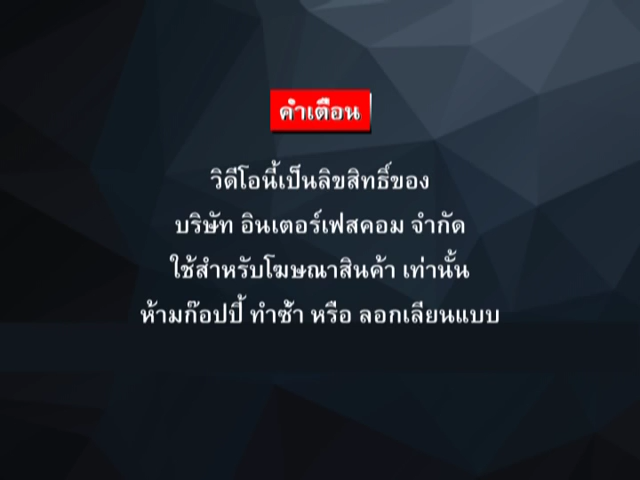 คำเตือน
วิดีโอนี้เป็นลิขสิทธิ์ของ
บริษัท อินเตอร์เฟสคอม จำกัด
ใช้สำหรับโฆษณาสินค้า เท่านั้น
ห้ามก๊อปปี้ ทำซ้ำ หรือ ลอกเลียนแบบ